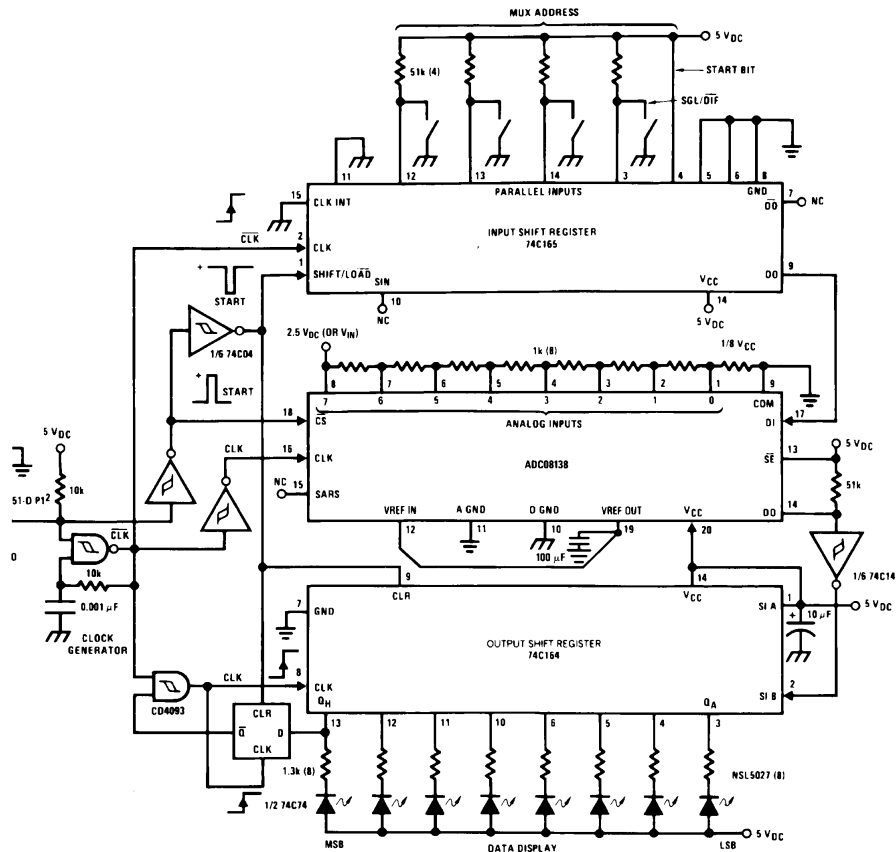 MUX ADDRESS
5 VDC
51k (4)
START BIT
SGL/DIF
11
12
13
14
3
4
5
6
8
PARALLEL INPUTS
GND
15
CLK INT
DO
7
NC
INPUT SHIFT REGISTER
74C165
CLK
2
CLK
1
SHIFT/LOAD
SIN
VCC
DO
9
START
10
NC
14
5 VDC
1/6 74C04
2.5 VDC (OR VIN)
1k (8)
1/8 VCC
START
8
7
6
5
4
3
2
1
9
7
6
5
4
3
2
1
0
COM
18
CS
ANALOG INPUTS
DI
17
5 VDC
CLK
16
CLK
ADC08138
SE
13
5 VDC
10k
NC
15
SARS
51k
DO
14
51-D P1²
CLK
VREF IN
A GND
D GND
VREF OUT
VCC
12
11
10
19
20
D
10k
100 µF
1/6 74C14
0.001 µF
9
14
CLR
VCC
7
GND
SI A
1
5 VDC
10 µF
CLOCK
GENERATOR
OUTPUT SHIFT REGISTER
74C164
CLK
8
CLK
2
SI B
QH
QA
CD4093
CLR
13
12
11
10
6
5
4
3
Q
D
CLK
1.3k (8)
NSL5027 (8)
1/2 74C74
MSB
DATA DISPLAY
LSB
5 VDC